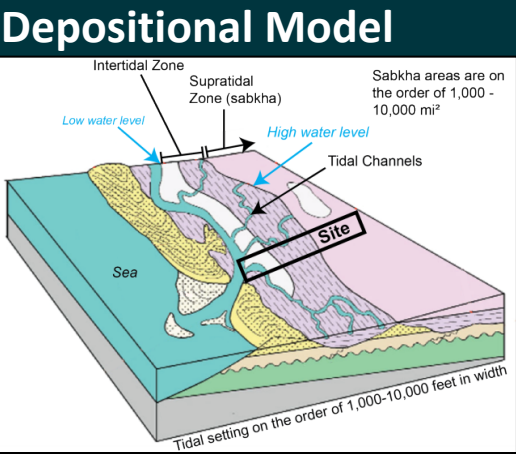 Depositional Model
Intertidal Zone
Supratidal
Zone (sabkha)
Sabkha areas are on
the order of 1,000 -
10,000 mi²
Low water level
High water level
Tidal Channels
Site
Sea
Tidal setting on the order of 1,000-10,000 feet in width